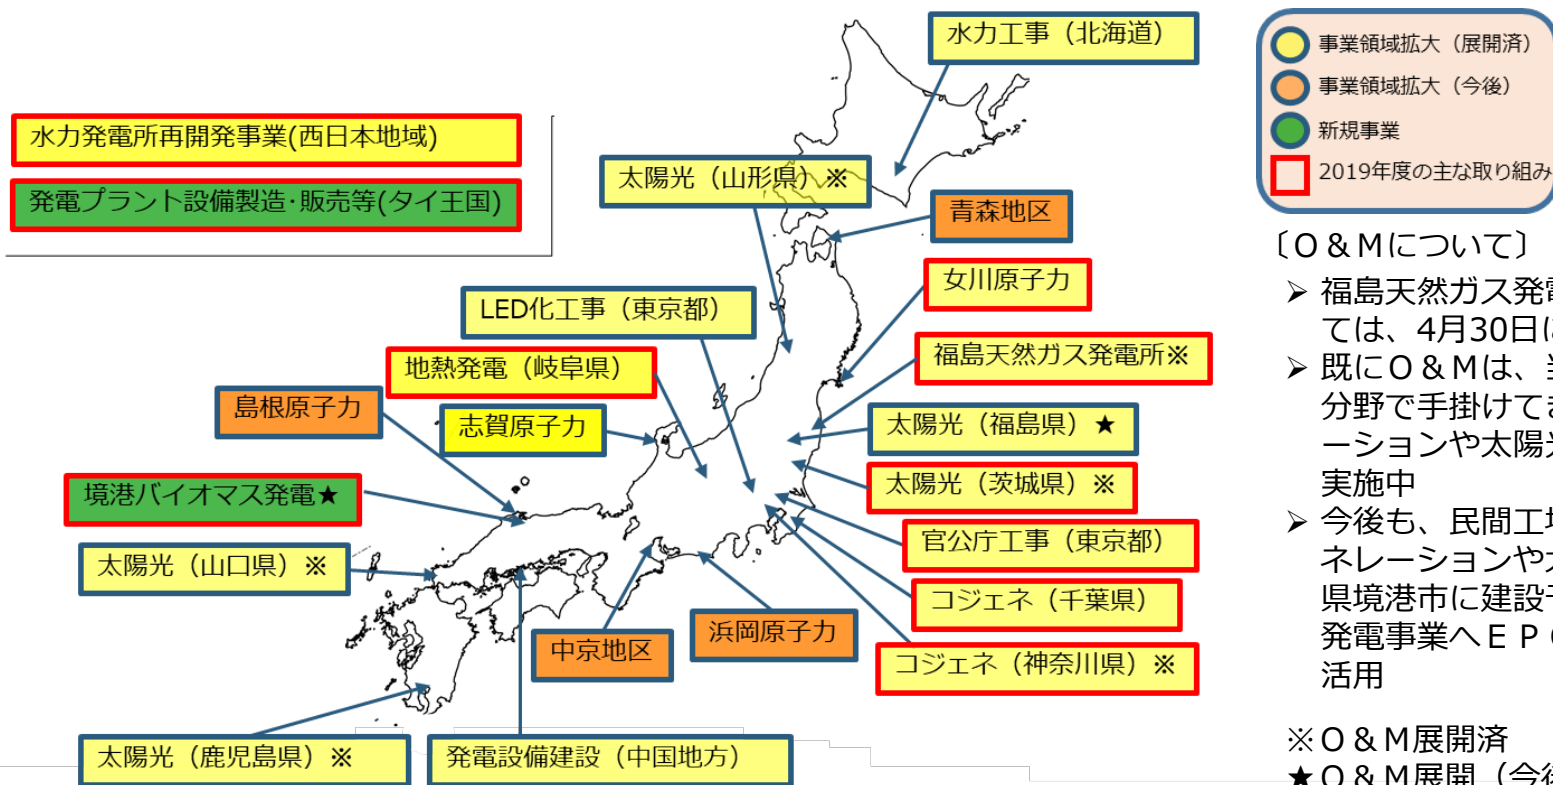 水力工事（北海道）
水力発電所再開発事業(西日本地域)
発電プラント設備製造･販売等(タイ王国)
太陽光（山形県）※
青森地区
女川原子力
LED化工事（東京都）
福島天然ガス発電所※
地熱発電（岐阜県）
島根原子力
志賀原子力
太陽光（福島県）★
境港バイオマス発電★
太陽光（茨城県）※
官公庁工事（東京都）
太陽光（山口県）※
コジェネ（千葉県）
中京地区
浜岡原子力
コジェネ（神奈川県）※
太陽光（鹿児島県）※
発電設備建設（中国地方）
事業領域拡大（展開済）
事業領域拡大（今後）
新規事業
2019年度の主な取り組み
〔Ｏ＆Ｍについて〕
➢ 福島天然ガス発
ては、4月30日
➢ 既にＯ＆Ｍは、
分野で手掛けて
ーションや太陽
実施中
➢ 今後も、民間工
ネレーションや
県境港市に建設
発電事業へＥＰ
活用
※Ｏ＆Ｍ展開済
★Ｏ＆Ｍ展開（今